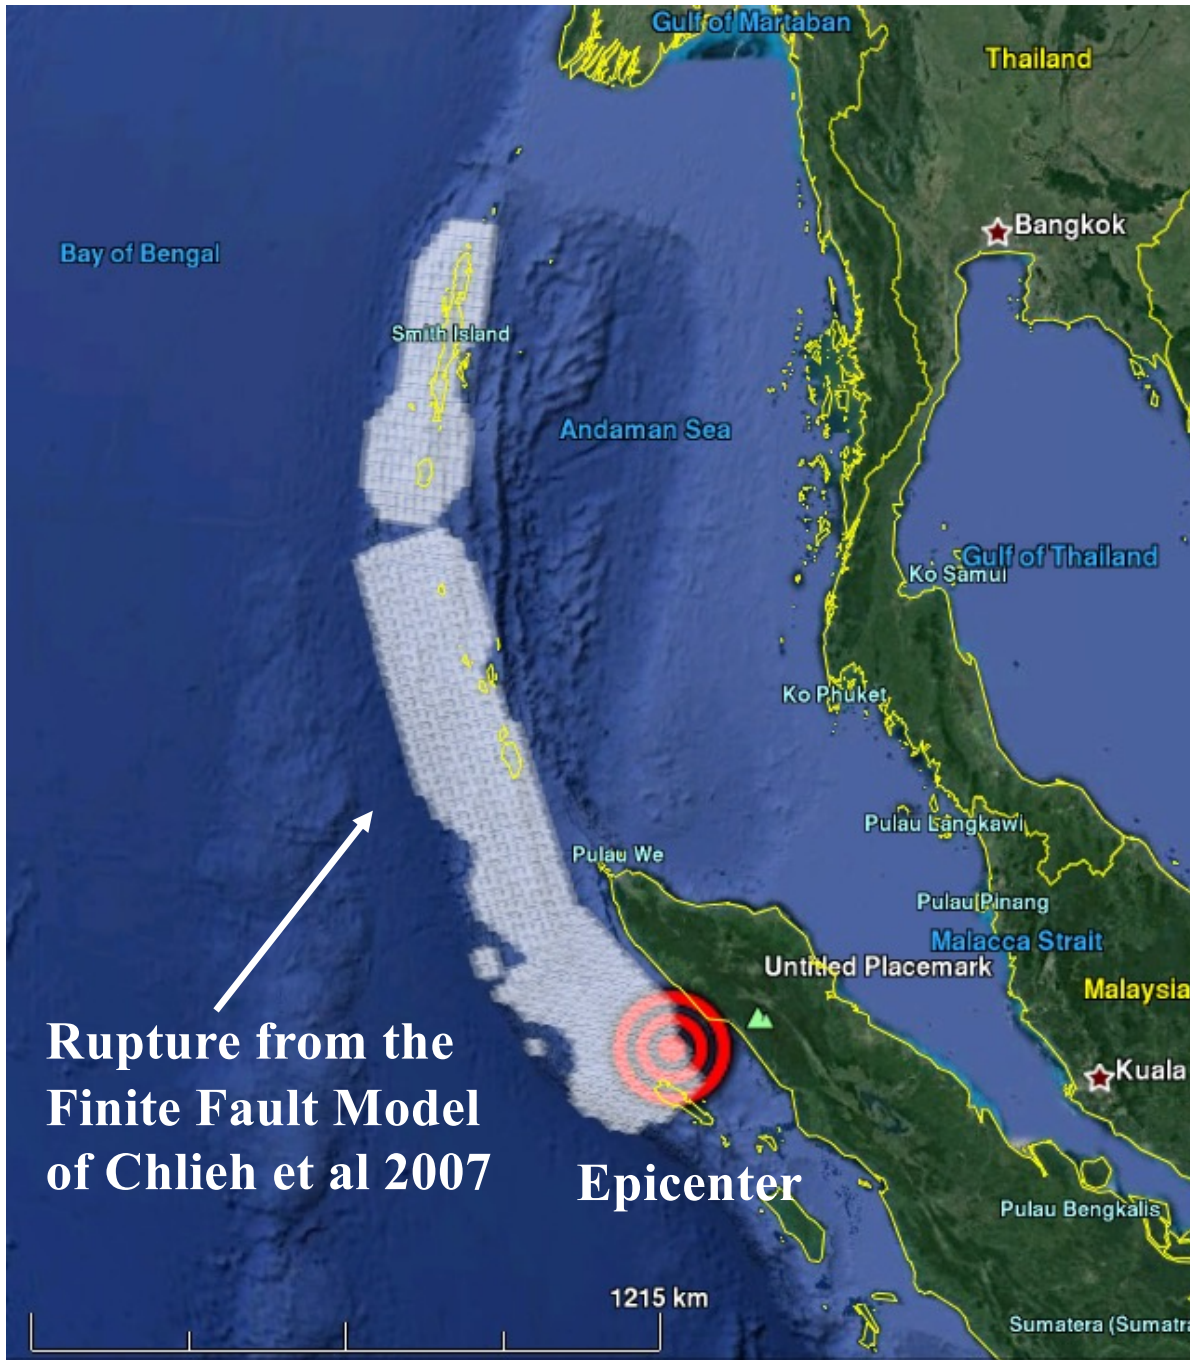 Gulf of Martaban
Thailand
Bangkok
Bay of Bengal
Smith Island
Andaman Sea
Gulf of Thailand
Ko Samui
Ko Phuket
Pulau Langkawi
Pulau We
Pulau Pinang
Malacca Strait
Untitled Placemark
Malaysia
Rupture from the
Finite Fault Model
of Chlieh et al 2007
Kuala
Epicenter
Pulau Bengkalis
1215 km
Sumatera (Sumatra